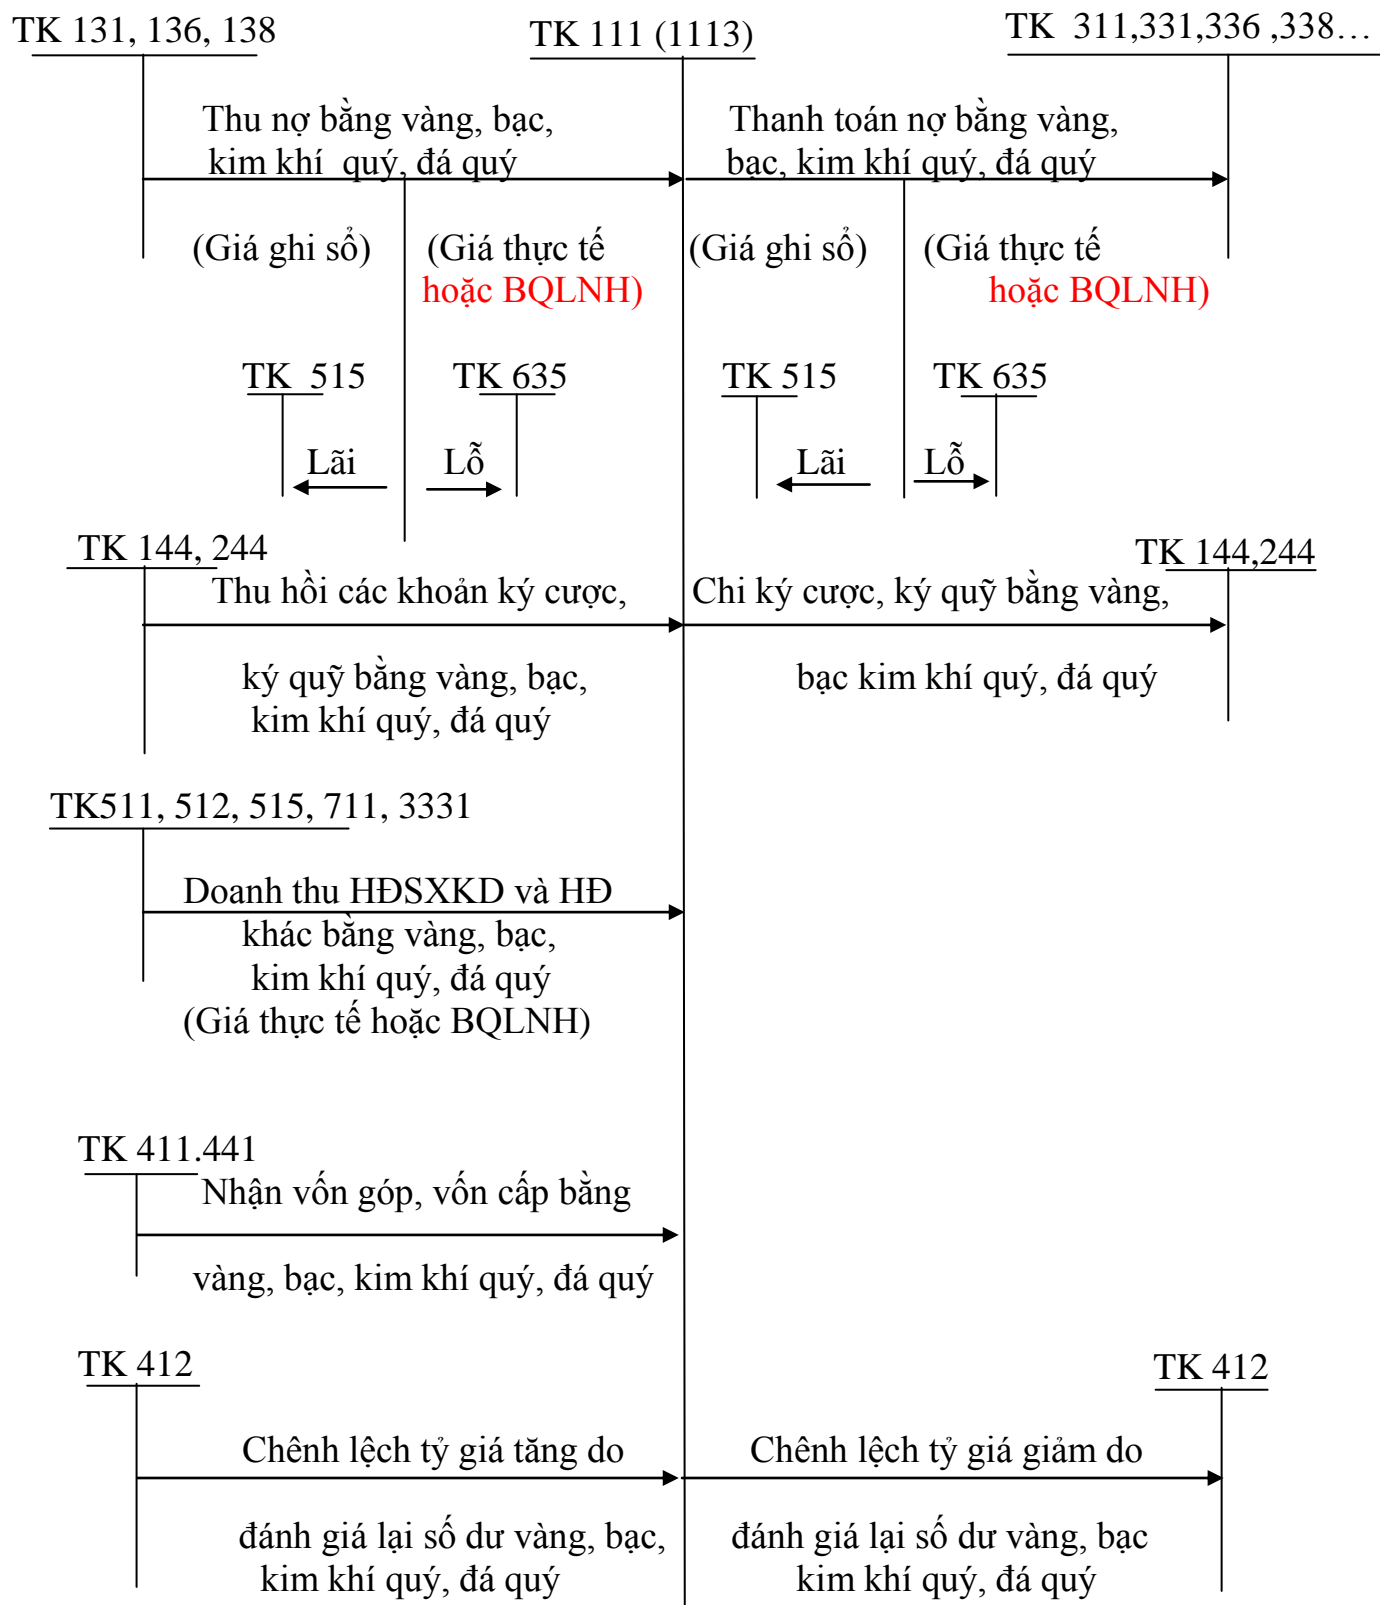 TK 131, 136, 138
TK 111 (1113)
TK 311,331,336 ,338…
Thu nợ bằng vàng, bạc,
kim khí quý, đá quý
Thanh toán nợ bằng vàng,
bạc, kim khí quý, đá quý
(Giá ghi sổ)
(Giá thực tế
hoặc BQLNH)
(Giá ghi sổ)
(Giá thực tế
hoặc BQLNH)
TK 515
TK 635
TK 515
TK 635
Lãi
Lỗ
Lãi
Lỗ
TK 144, 244
TK 144,244
Thu hồi các khoản ký cược,
ký quỹ bằng vàng, bạc,
kim khí quý, đá quý
Chi ký cược, ký quỹ bằng vàng,
bạc kim khí quý, đá quý
TK511, 512, 515, 711, 3331
Doanh thu HĐSXKD và HĐ
khác bằng vàng, bạc,
kim khí quý, đá quý
(Giá thực tế hoặc BQLNH)
TK 411.441
Nhận vốn góp, vốn cấp bằng
vàng, bạc, kim khí quý, đá quý
TK 412
TK 412
Chênh lệch tỷ giá tăng do
đánh giá lại số dư vàng, bạc,
kim khí quý, đá quý
Chênh lệch tỷ giá giảm do
đánh giá lại số dư vàng, bạc
kim khí quý, đá quý